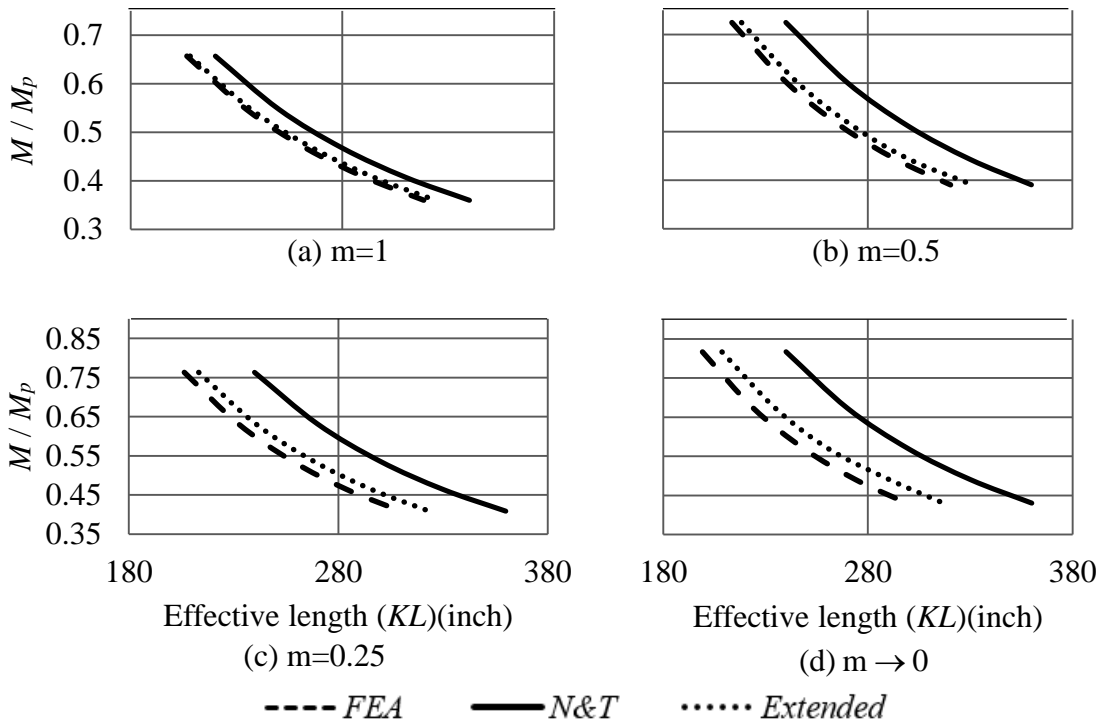 0.7
0.6
0.5
0.4
0.3
M / Mp
(a) m=1
(b) m=0.5
0.85
0.75
0.65
0.55
0.45
0.35
M / Mp
180 280 380
180 280 380
Effective length (KL)(inch)
Effective length (KL)(inch)
(c) m=0.25
(d) m → 0
FEA N&T Extended